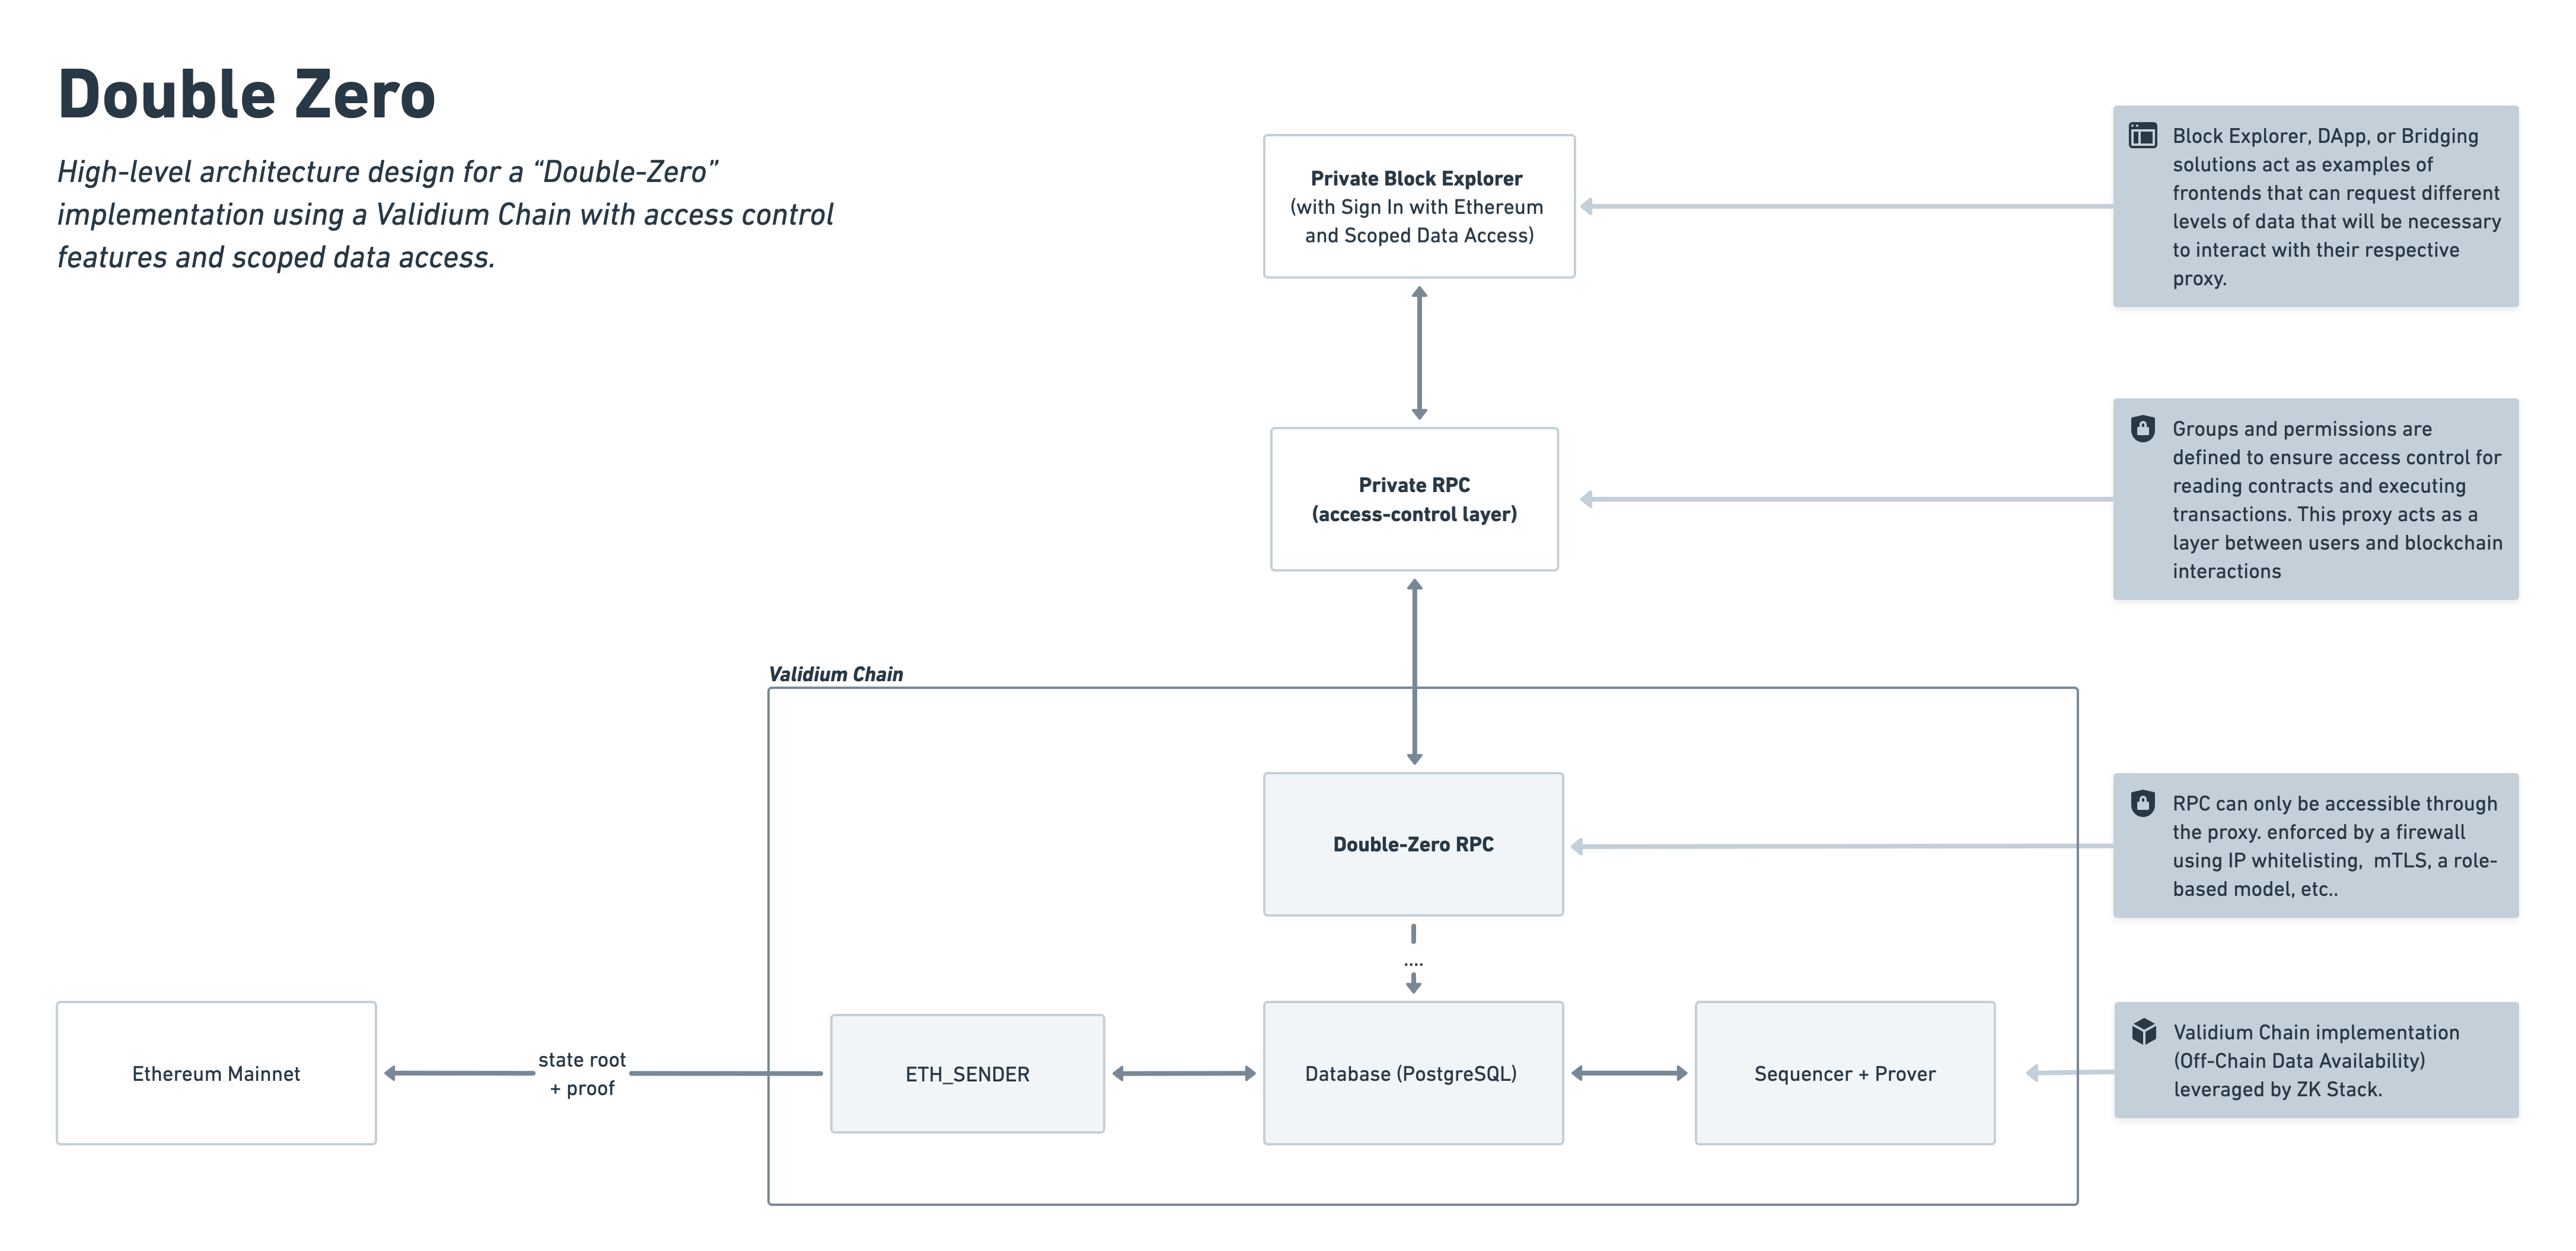 Double Zero
High-level architecture design for a “Double-Zero”
implementation using a Validium Chain with access control
features and scoped data access.
Private Block Explorer
(with Sign In with Ethereum
and Scoped Data Access)
Block Explorer, DApp, or Bridging
solutions act as examples of
frontends that can request different
levels of data that will be necessary
to interact with their respective
proxy.
Private RPC
(access-control layer)
Groups and permissions are
defined to ensure access control for
reading contracts and executing
transactions. This proxy acts as a
layer between users and blockchain
interactions
Validium Chain
Double-Zero RPC
RPC can only be accessible through
the proxy. enforced by a firewall
using IP whitelisting,  mTLS, a role-
based model, etc..
....
Ethereum Mainnet
state root
+ proof
ETH_SENDER
Database (PostgreSQL)
Sequencer + Prover
Validium Chain implementation
(Off-Chain Data Availability)
leveraged by ZK Stack.